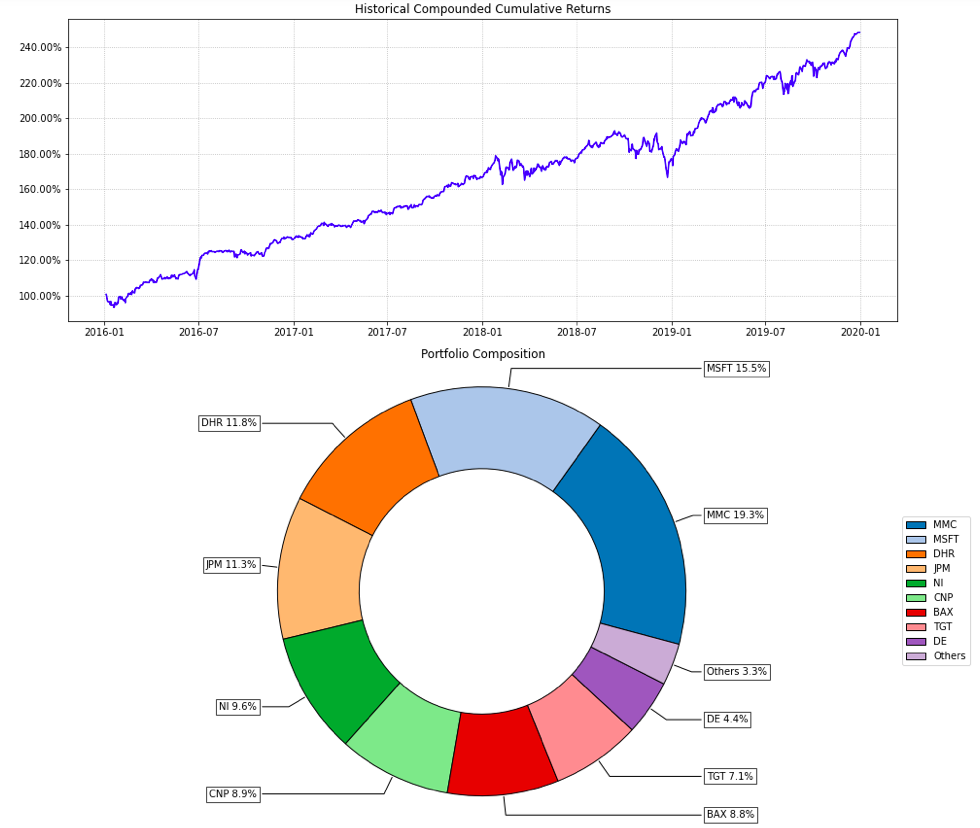 Historical Compounded Cumulative Returns
240.00%
220.00%
200.00%
180.00%
160.00%
140.00%
120.00%
100.00%
2016-01 2016-07 2017-01 2017-07 2018-01 2018-07 2019-01 2019-07 2020-01
Portfolio Composition
MSFT 15.5%
DHR 11.8%
MMC 19.3%
JPM 11.3%
Others 3.3%
NI 9.6%
DE 4.4%
TGT 7.1%
CNP 8.9%
BAX 8.8%
MMC
MSFT
DHR
JPM
NI
CNP
BAX
TGT
DE
Others